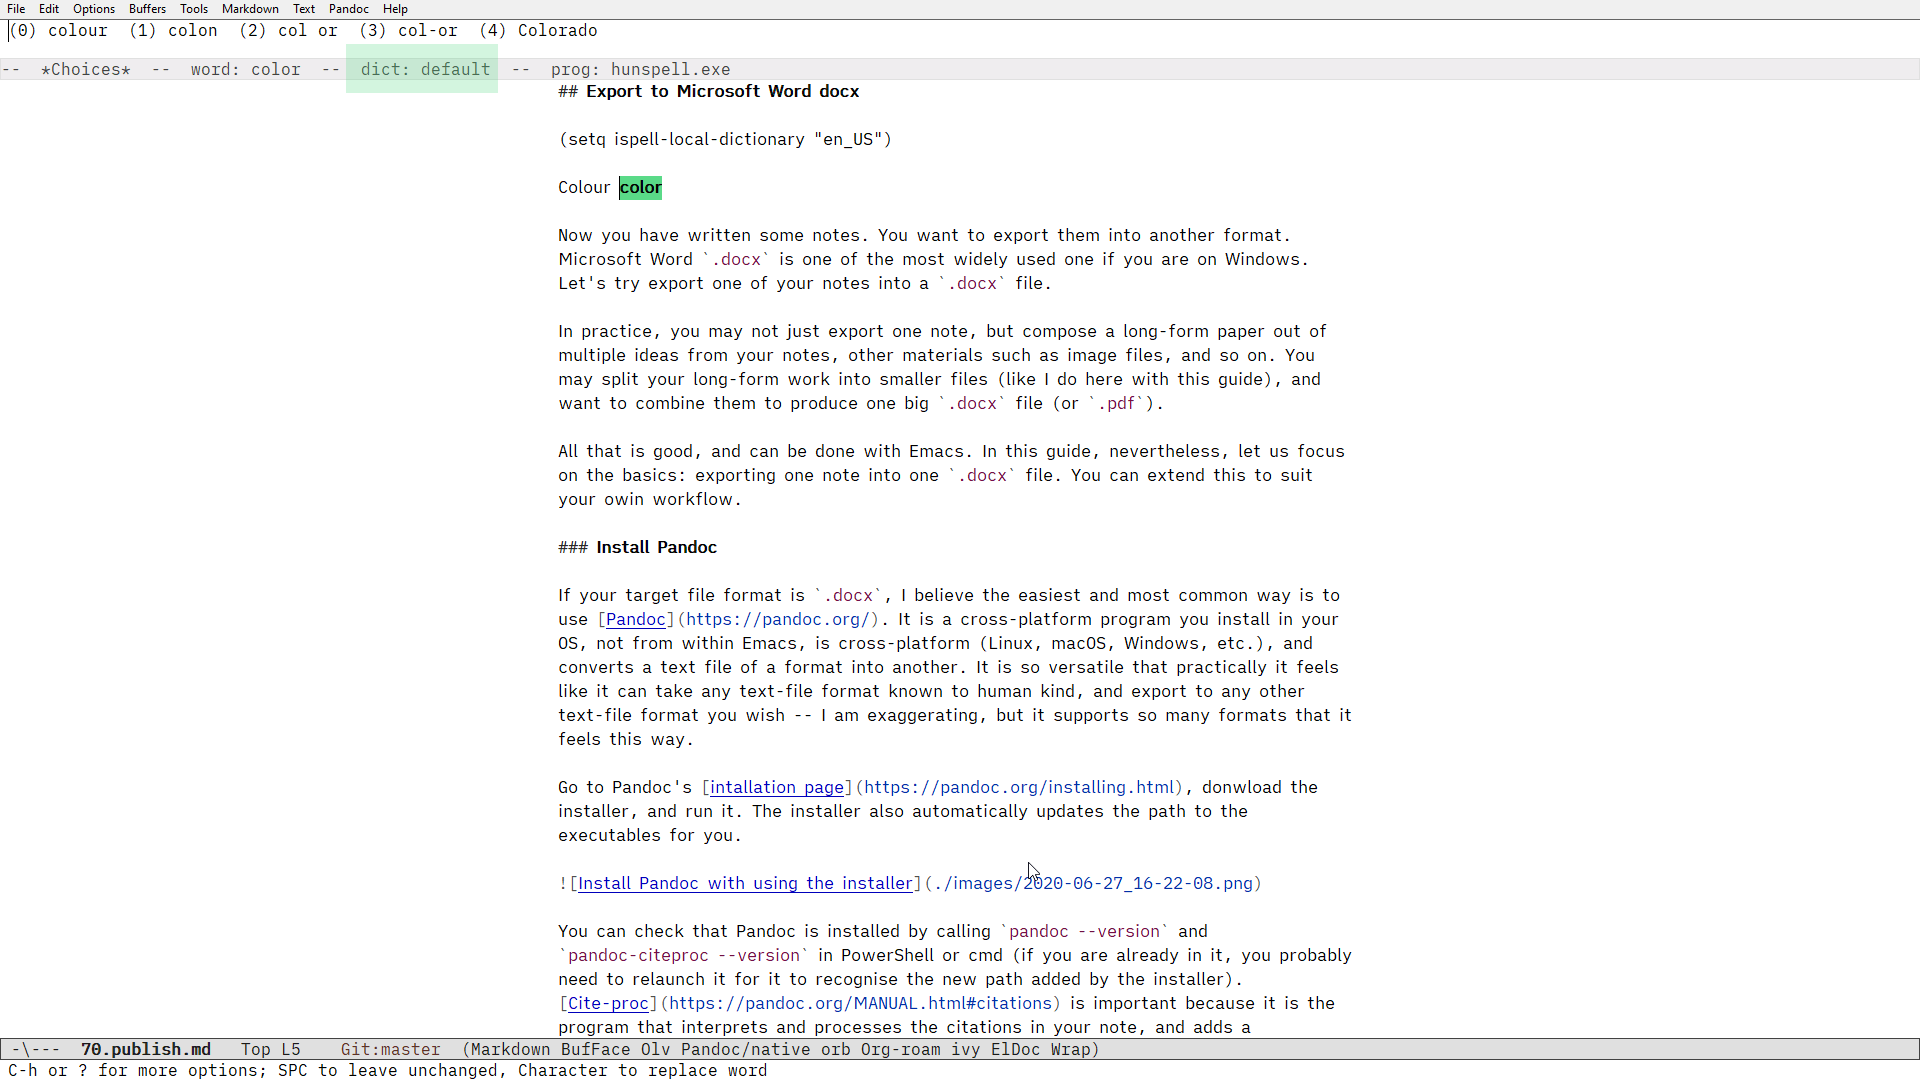 File Edit Options Buffers Tools Markdown Text Pandoc Help
(0) colour (1) colon (2) col or (3) col-or (4) Colorado
-- *Choices* -- word: color -- dict: default -- prog: hunspell.exe
## Export to Microsoft Word docx
(setq ispell-local-dictionary "en_US")
Colour color
Now you have written some notes. You want to export them into another format.
Microsoft Word `.docx` is one of the most widely used one if you are on Windows.
Let's try export one of your notes into a `.docx` file.
In practice, you may not just export one note, but compose a long-form paper out of
multiple ideas from your notes, other materials such as image files, and so on. You
may split your long-form work into smaller files (like I do here with this guide), and
want to combine them to produce one big `.docx` file (or `.pdf`).
All that is good, and can be done with Emacs. In this guide, nevertheless, let us focus
on the basics: exporting one note into one `.docx` file. You can extend this to suit
your owin workflow.
### Install Pandoc
If your target file format is `.docx`, I believe the easiest and most common way is to
use [Pandoc](https://pandoc.org/). It is a cross-platform program you install in your
OS, not from within Emacs, is cross-platform (Linux, macOS, Windows, etc.), and
converts a text file of a format into another. It is so versatile that practically it feels
like it can take any text-file format known to human kind, and export to any other
text-file format you wish -- I am exaggerating, but it supports so many formats that it
feels this way.
Go to Pandoc's [intallation page](https://pandoc.org/installing.html), donwload the
installer, and run it. The installer also automatically updates the path to the
executables for you.
![Install Pandoc with using the installer](./images/2020-06-27_16-22-08.png)
You can check that Pandoc is installed by calling `pandoc --version` and
`pandoc-citeproc --version` in PowerShell or cmd (if you are already in it, you probably
need to relaunch it for it to recognise the new path added by the installer).
[Cite-proc](https://pandoc.org/MANUAL.html#citations) is important because it is the
program that interprets and processes the citations in your note, and adds a
-\--- 70.publish.md Top L5 Git:master (Markdown BufFace Olv Pandoc/native orb Org-roam ivy ElDoc Wrap)
C-h or ? for more options; SPC to leave unchanged, Character to replace word